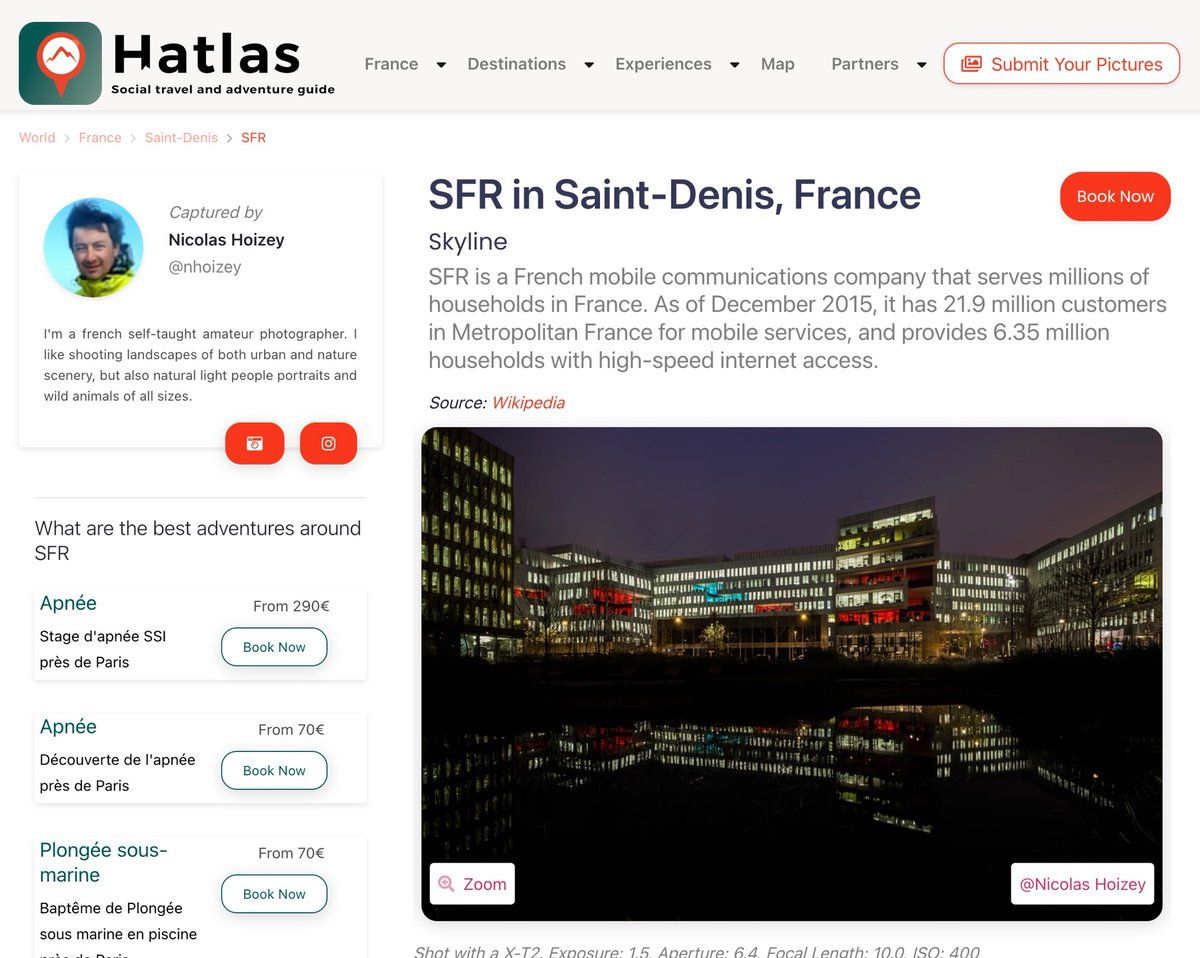 Hatlas
Social travel and adventure guide
France
Destinations
Experiences
Map
Partners
Submit Your Pictures
World > France > Saint-Denis > SFR
Captured by
Nicolas Hoizey
@nhoizey
I'm a french self-taught amateur photographer. I
like shooting landscapes of both urban and nature
scenery, but also natural light people portraits and
wild animals of all sizes.
What are the best adventures around
SFR
Apnée
From 290€
Stage d'apnée SSI
près de Paris
Book Now
Apnée
From 70€
Découverte de l'apnée
près de Paris
Book Now
Plongée sous-
marine
From 70€
Baptême de Plongée
sous marine en piscine
près de Paris
Book Now
SFR in Saint-Denis, France
Book Now
Skyline
SFR is a French mobile communications company that serves millions of
households in France. As of December 2015, it has 21.9 million customers
in Metropolitan France for mobile services, and provides 6.35 million
households with high-speed internet access.
Source: Wikipedia
Zoom
@Nicolas Hoizey
Shot with a X-T2. Exposure: 1.5, Aperture: 6.4, Focal Length: 10.0, ISO: 400